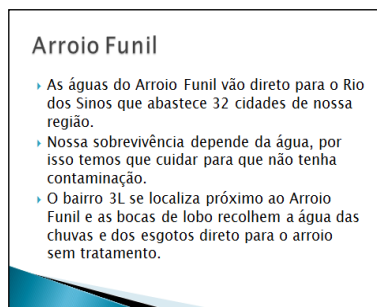 Arroio Funil
As águas do Arroio Funil vão direto para o Rio
dos Sinos que abastece 32 cidades de nossa
região.
Nossa sobrevivência depende da água, por
isso temos que cuidar para que não tenha
contaminação.
O bairro 3L se localiza próximo ao Arroio
Funil e as bocas de lobo recolhem a água das
chuvas e dos esgotos direto para o arroio
sem tratamento.